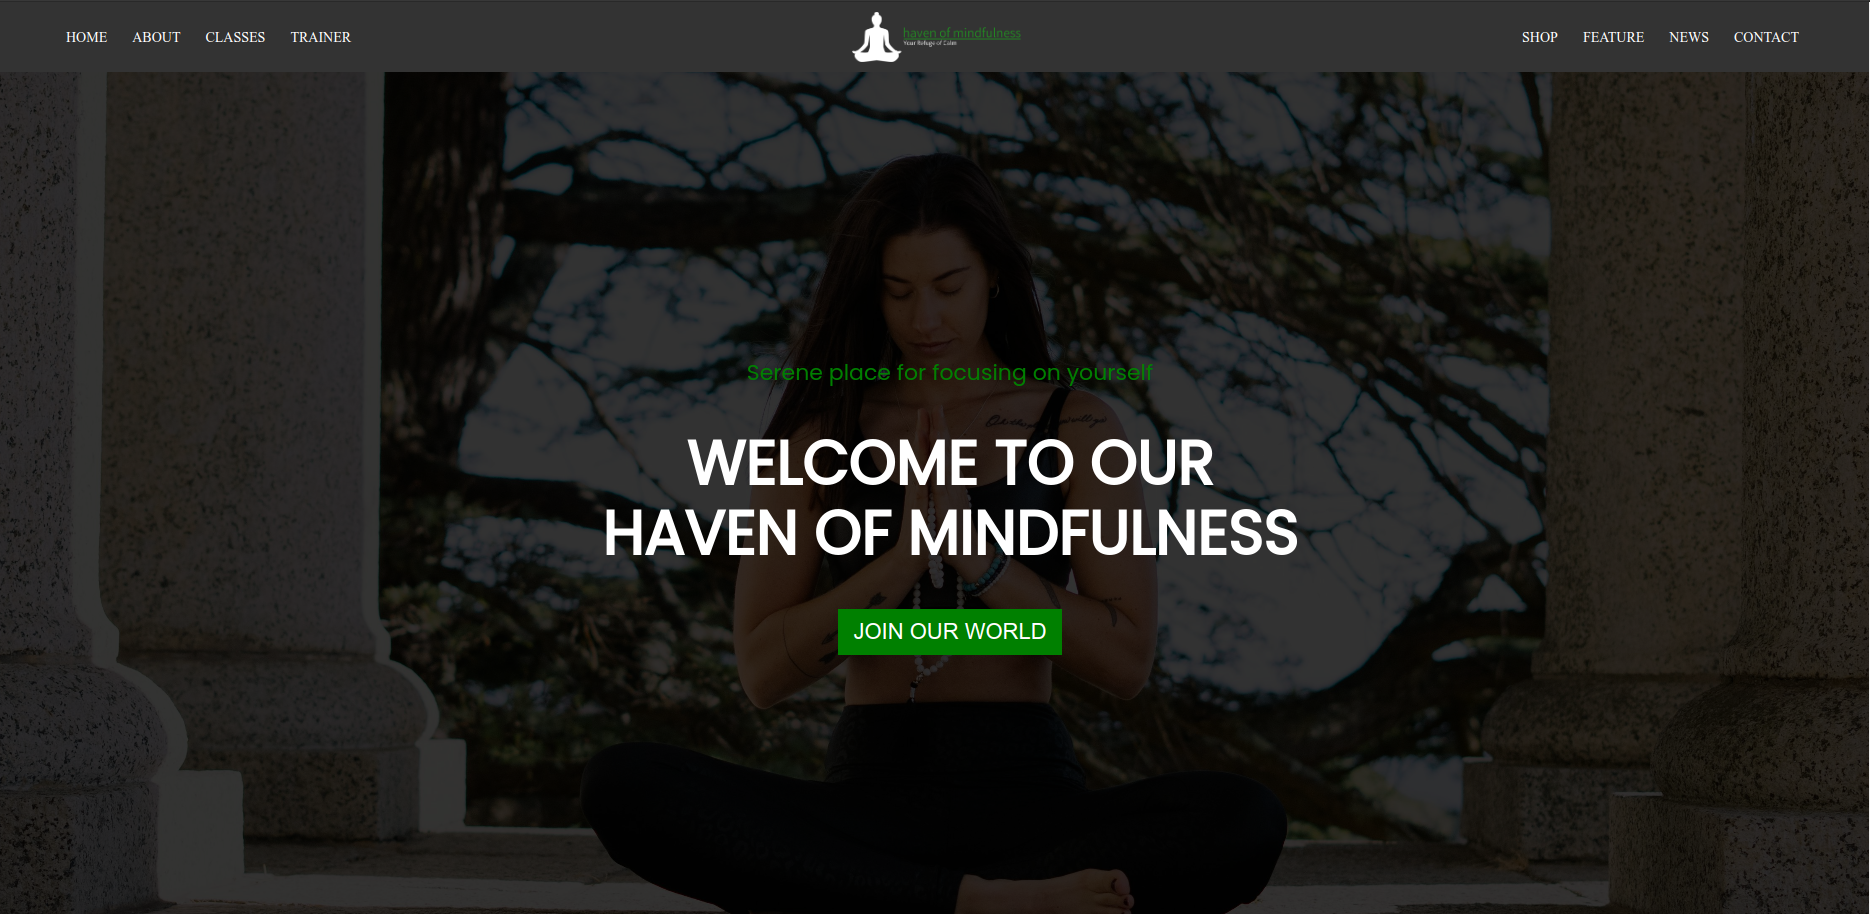 HOME ABOUT CLASSES TRAINER
haven of mindfulness
Your Refuge of Calm
SHOP FEATURE NEWS CONTACT
Serene place for focusing on yourself
WELCOME TO OUR
HAVEN OF MINDFULNESS
JOIN OUR WORLD